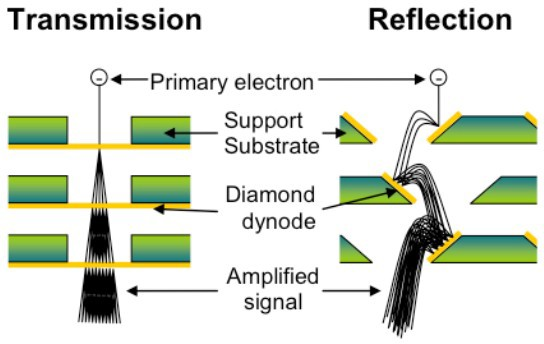 Transmission
Reflection
Primary electron
Support
Substrate
Diamond
dynode
Amplified
signal